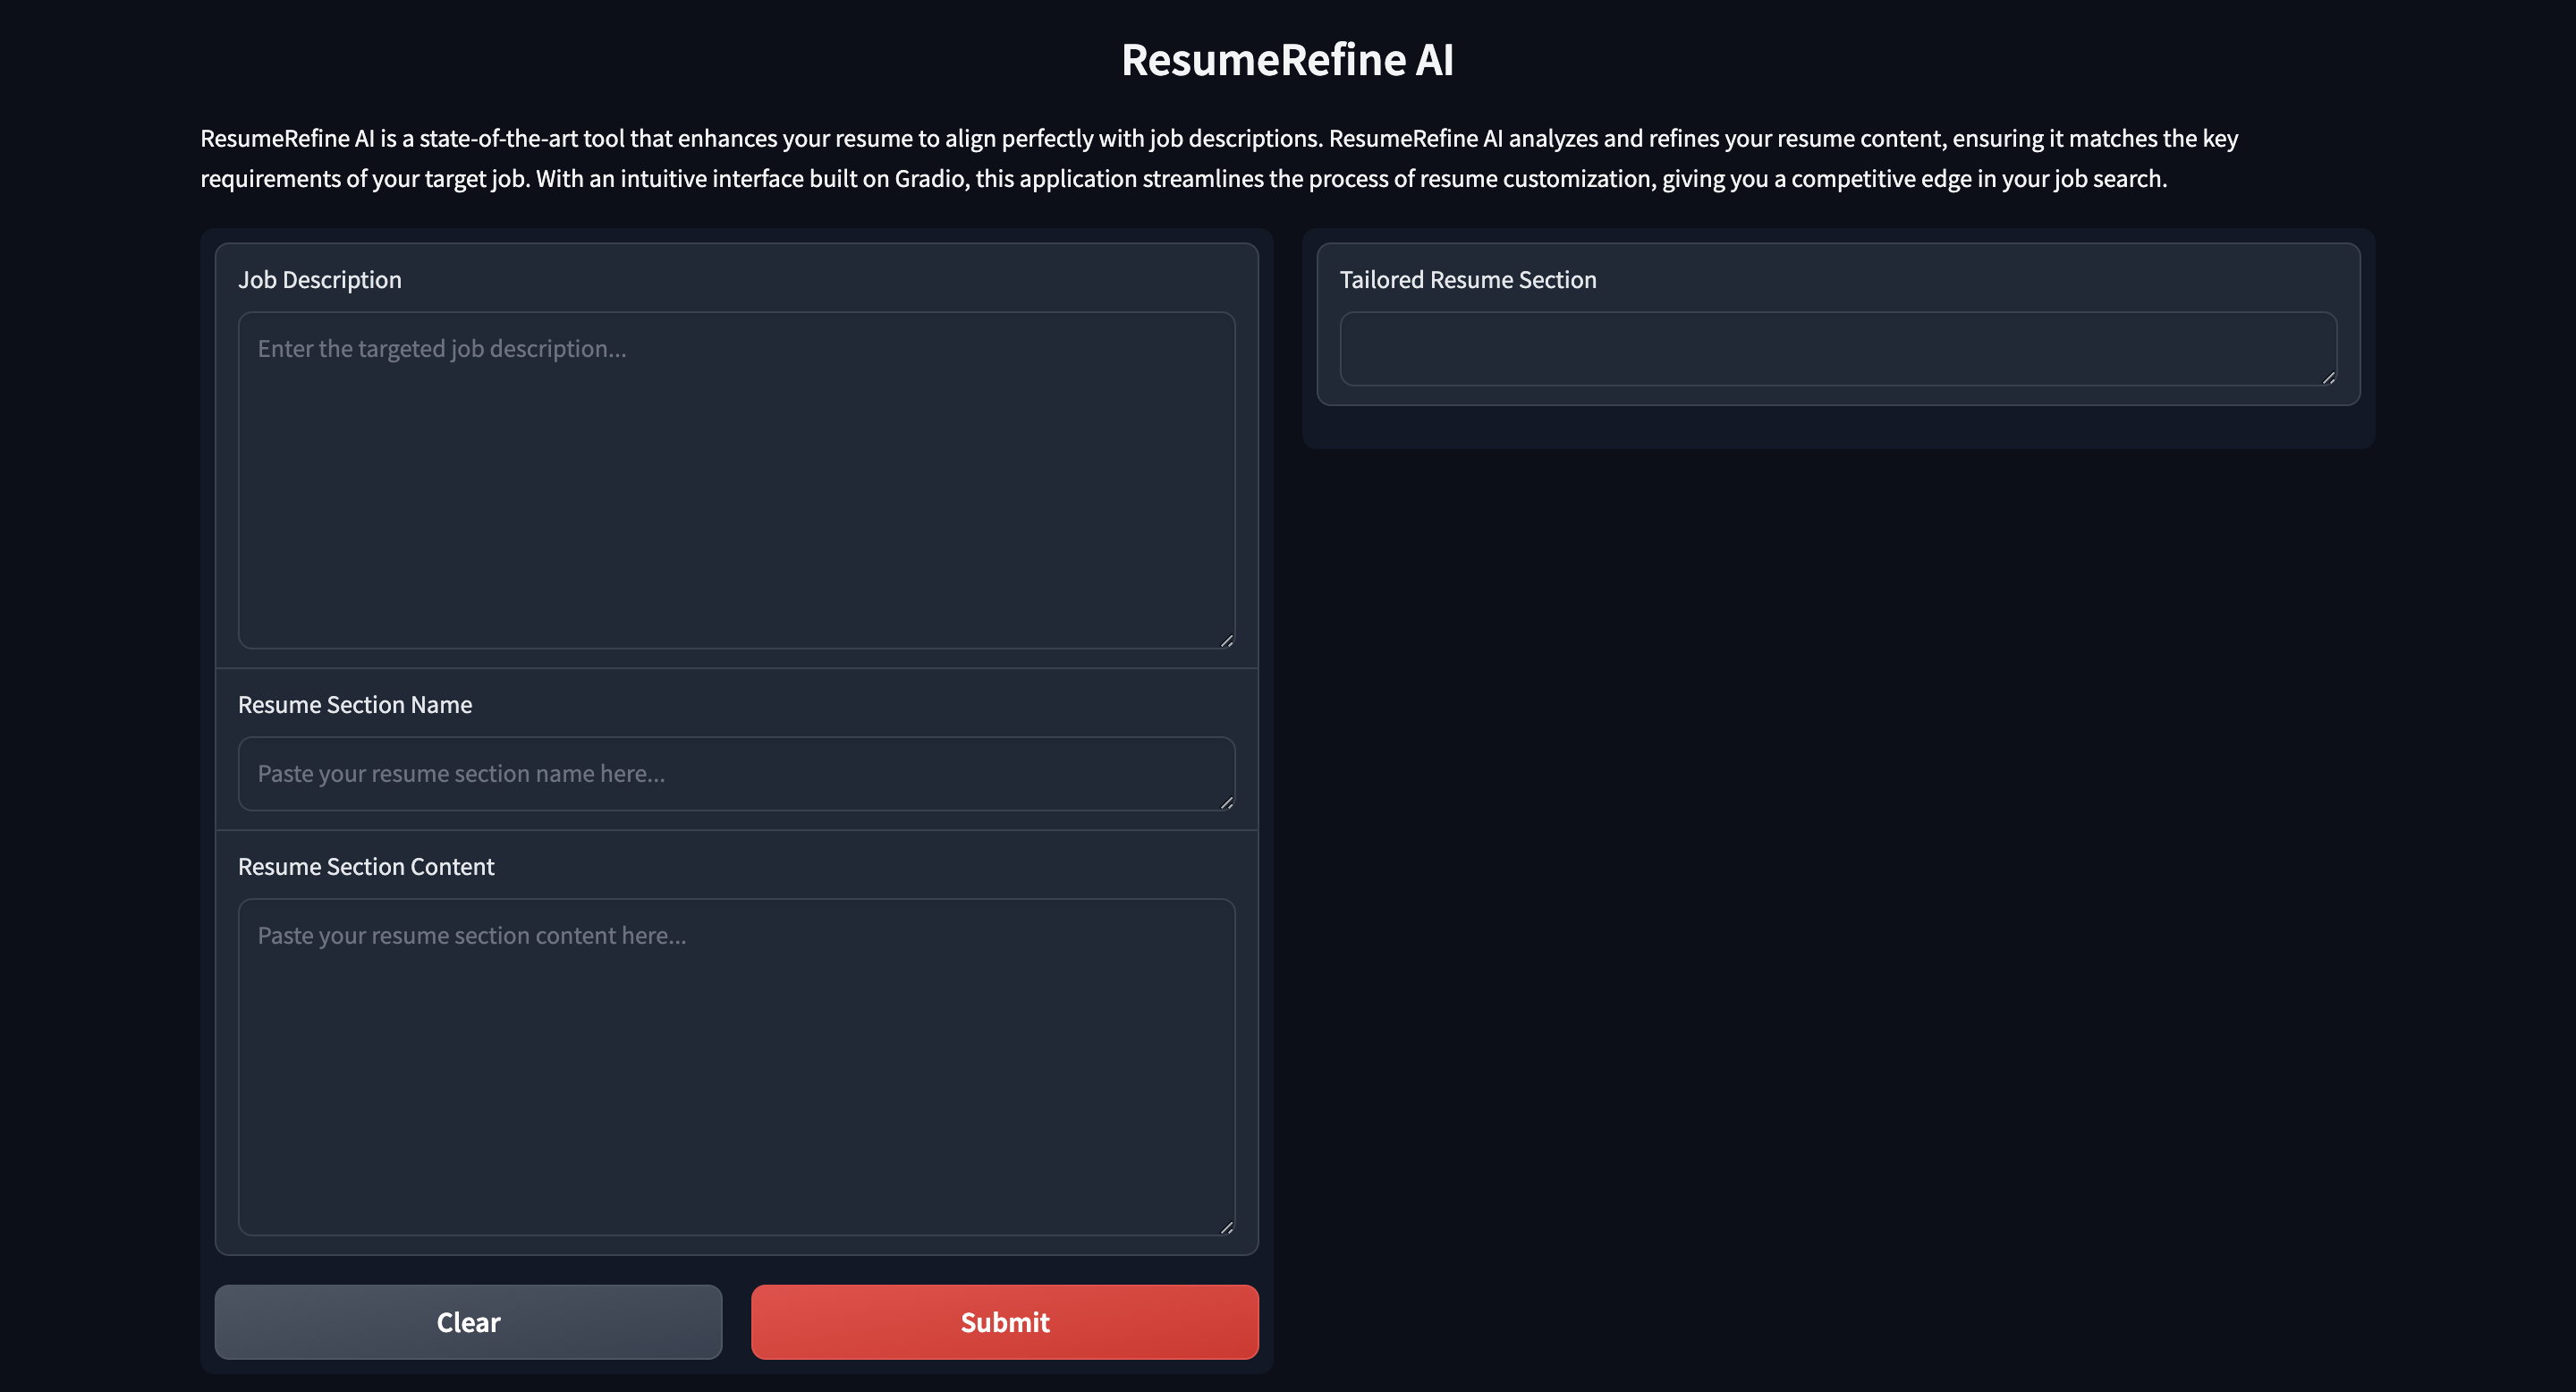 ResumeRefine AI
ResumeRefine AI is a state-of-the-art tool that enhances your resume to align perfectly with job descriptions. ResumeRefine AI analyzes and refines your resume content, ensuring it matches the key
requirements of your target job. With an intuitive interface built on Gradio, this application streamlines the process of resume customization, giving you a competitive edge in your job search.
Job Description
Enter the targeted job description...
Resume Section Name
Paste your resume section name here...
Resume Section Content
Paste your resume section content here...
Clear
Submit
Tailored Resume Section